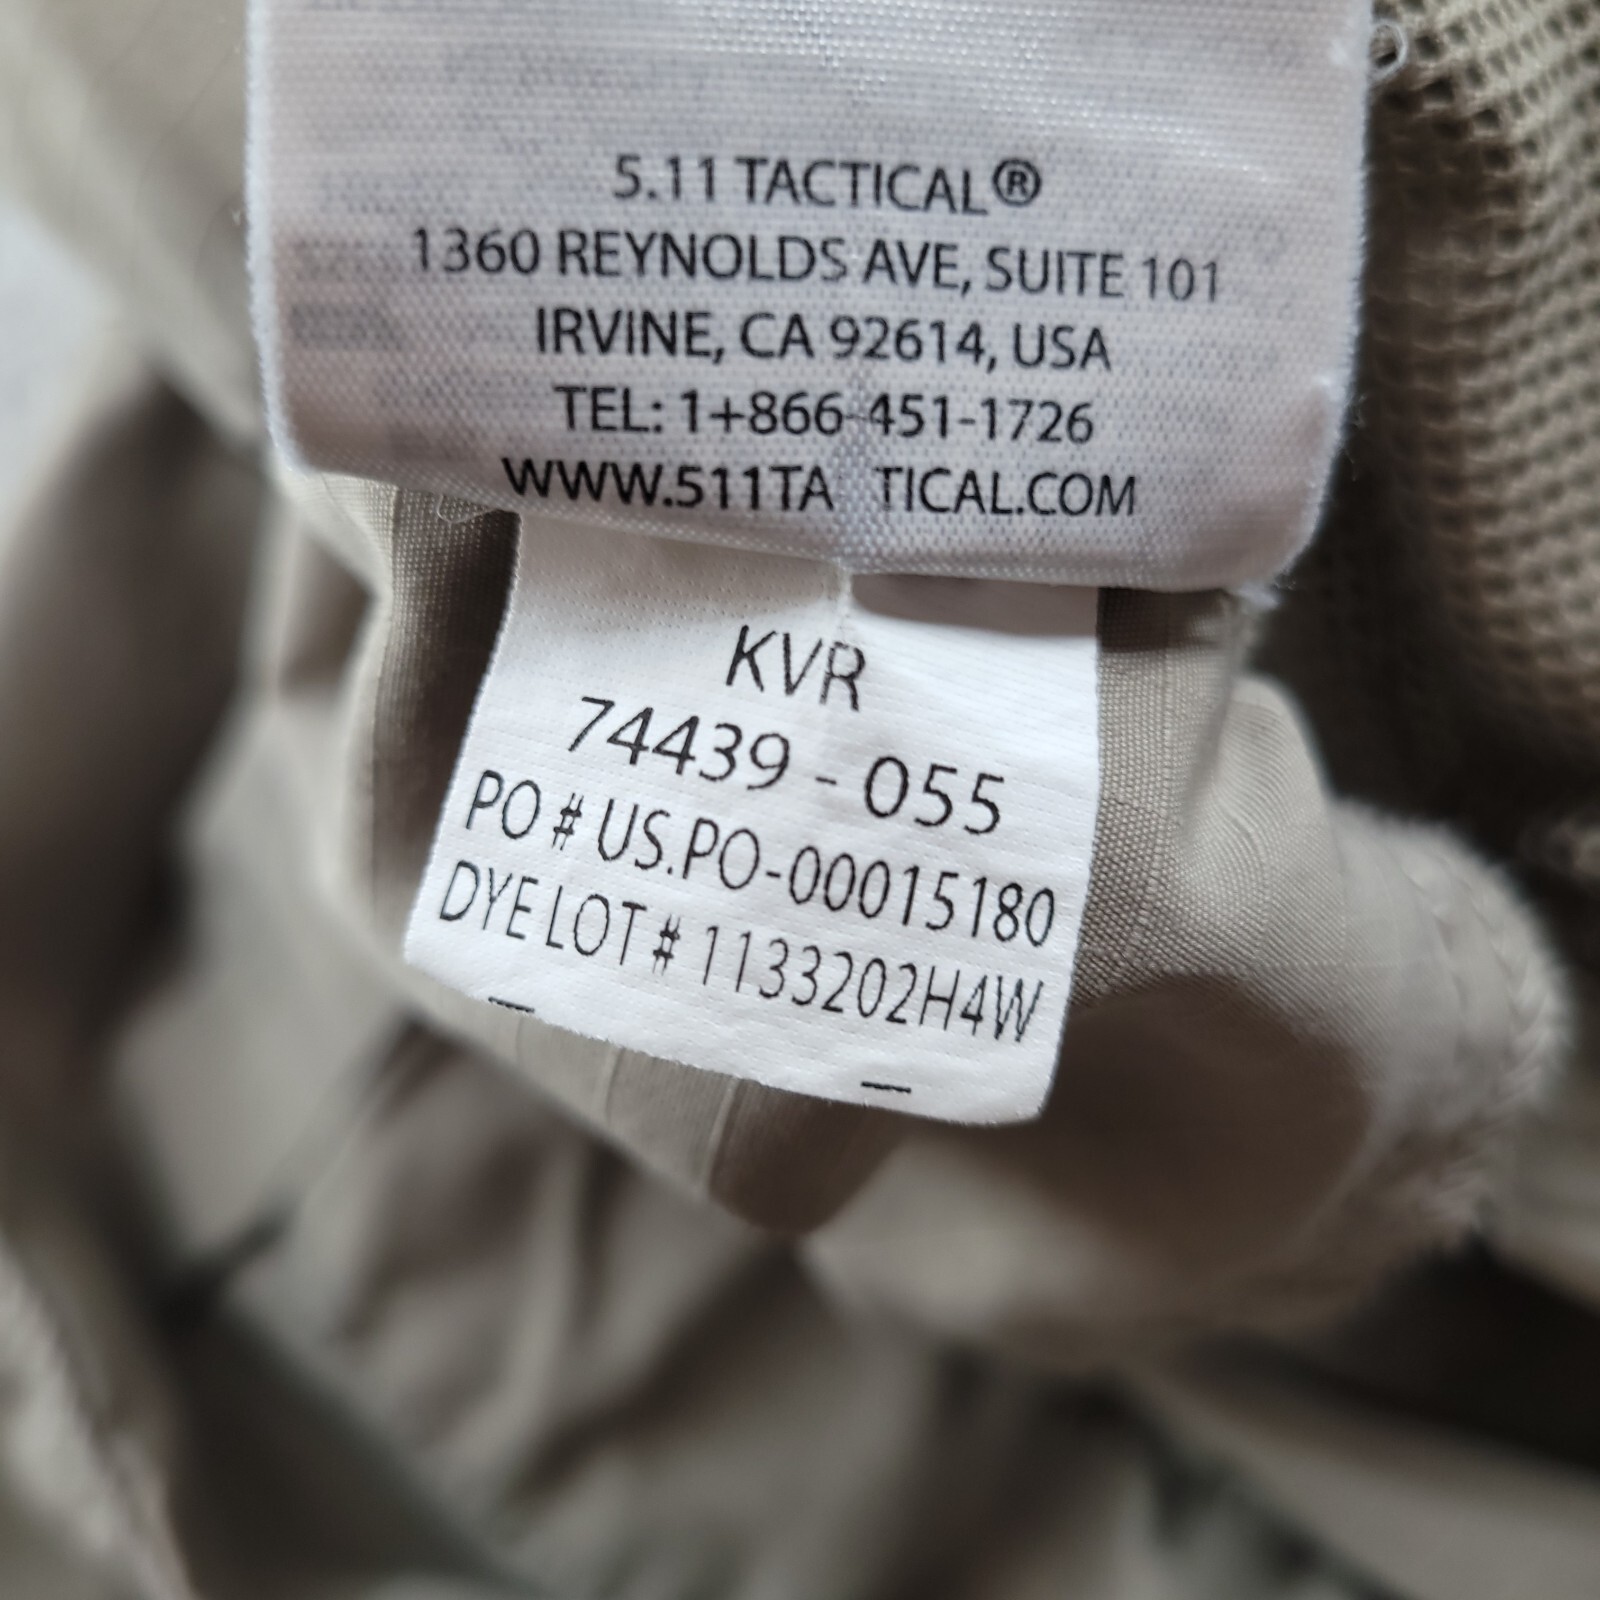 5.11 TACTICAL®
1360 REYNOLDS AVE, SUITE 101
IRVINE, CA 92614, USA
TEL: 1+866-451-1726
WWW.511TA TICAL.COM
KVR
74439 - 055
PO # US.PO-00015180
DYE LOT # 1133202H4W